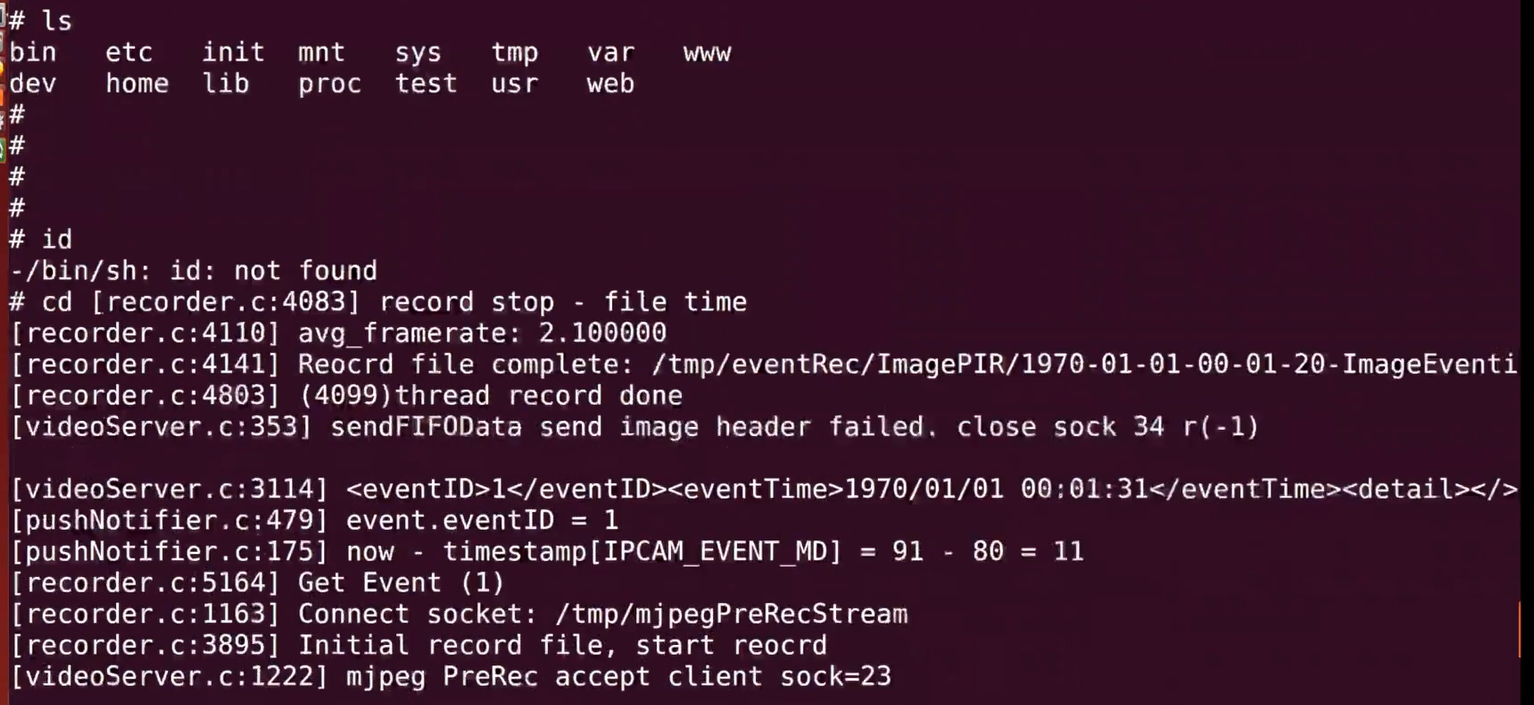 # ls
bin   etc   init  mnt   sys   tmp   var   www
dev   home  lib   proc  test  usr   web
#
#
#
#
# id
-/bin/sh: id: not found
# cd [recorder.c:4083] record stop - file time
[recorder.c:4110] avg_framerate: 2.100000
[recorder.c:4141] Reocrd file complete: /tmp/eventRec/ImagePIR/1970-01-01-00-01-20-ImageEventi
[recorder.c:4803] (4099)thread record done
[videoServer.c:353] sendFIFOData send image header failed. close sock 34 r(-1)
[videoServer.c:3114] <eventID>1</eventID><eventTime>1970/01/01 00:01:31</eventTime><detail></>
[pushNotifier.c:479] event.eventID = 1
[pushNotifier.c:175] now - timestamp[IPCAM_EVENT_MD] = 91 - 80 = 11
[recorder.c:5164] Get Event (1)
[recorder.c:1163] Connect socket: /tmp/mjpegPreRecStream
[recorder.c:3895] Initial record file, start reocrd
[videoServer.c:1222] mjpeg PreRec accept client sock=23